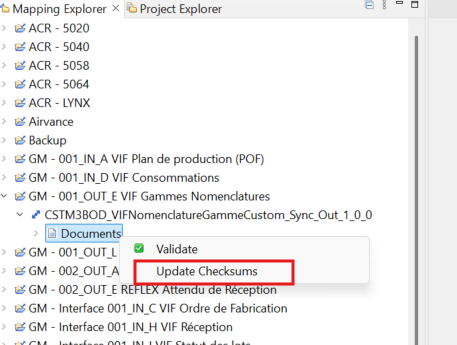 Mapping Explorer × Project Explorer
ACR - 5020
ACR - 5040
ACR - 5058
ACR - 5064
ACR - LYNX
Airvance
Backup
GM - 001_IN_A VIF Plan de production (POF)
GM - 001_IN_D VIF Consommations
GM - 001_OUT_E VIF Gammes Nomenclatures
CSTM3BOD_VIFNomenclatureGammeCustom_Sync_Out_1_0_0
Documents
Validate
GM - 001_OUT_L
Update Checksums
GM - 002_OUT_A
GM - 002_OUT_E REFLEX Attendu de Réception
GM - Interface 001_IN_C VIF Ordre de Fabrication
GM - Interface 001_IN_H VIF Réception
GM - Interface 001_IN_I VIF Statut des lots